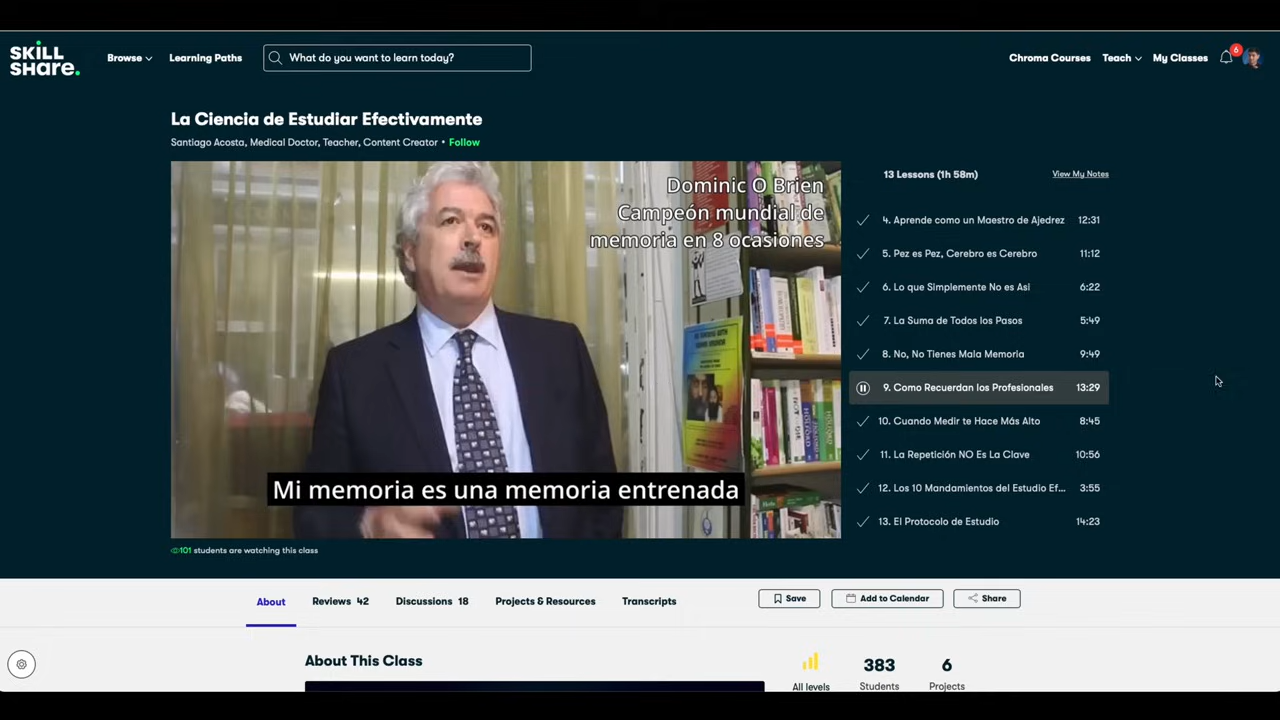 SKILL
SHARE.
Browse
Learning Paths
What do you want to learn today?
Chroma Courses
Teach
My Classes
6
La Ciencia de Estudiar Efectivamente
Santiago Acosta, Medical Doctor, Teacher, Content Creator • Follow
Dominic O Brien
Campeón mundial de
memoria en 8 ocasiones
Mi memoria es una memoria entrenada
101 students are watching this class
13 Lessons (1h 58m)
View My Notes
4. Aprende como un Maestro de Ajedrez 12:31
5. Pez es Pez, Cerebro es Cerebro 11:12
6. Lo que Simplemente No es Asi 6:22
7. La Suma de Todos los Pasos 5:49
8. No, No Tienes Mala Memoria 9:49
9. Como Recuerdan los Profesionales 13:29
10. Cuando Medir te Hace Más Alto 8:45
11. La Repetición NO Es La Clave 10:56
12. Los 10 Mandamientos del Estudio Ef... 3:55
13. El Protocolo de Estudio 14:23
About
Reviews 42
Discussions 18
Projects & Resources
Transcripts
Save
Add to Calendar
Share
About This Class
All levels
383
Students
6
Projects